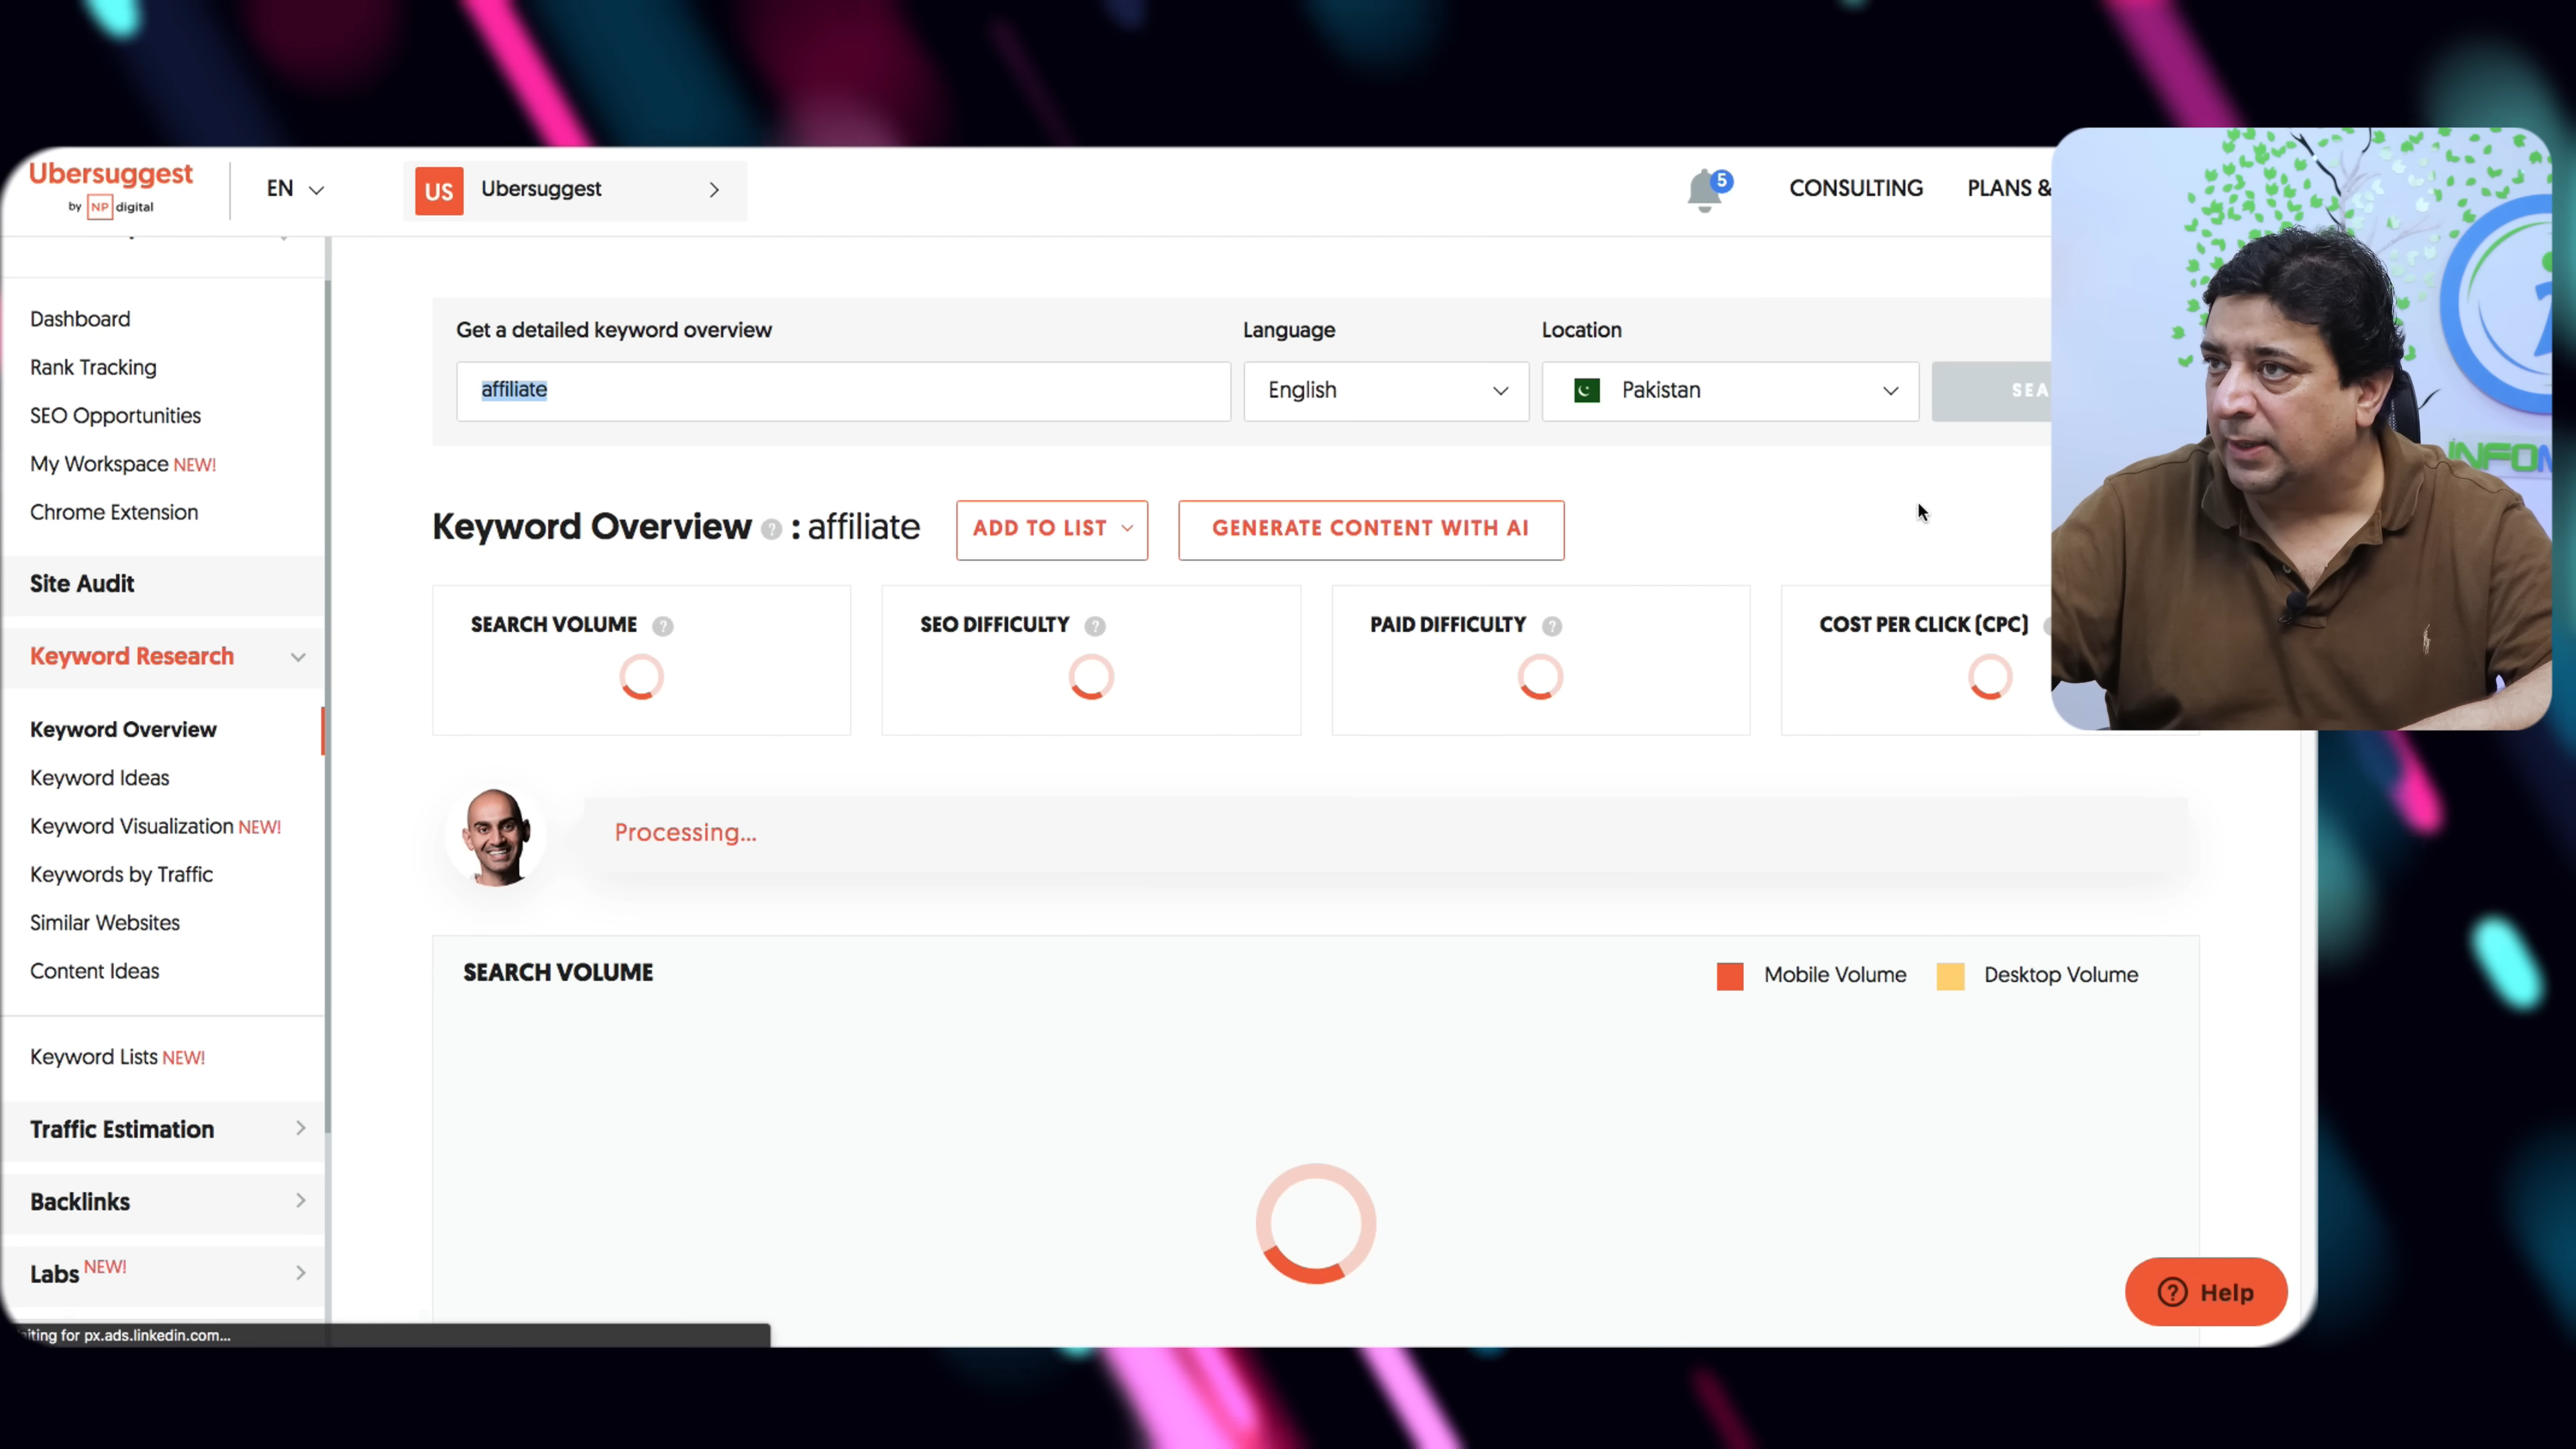 Ubersuggest
by NP digital
EN
US
Ubersuggest
5
CONSULTING
PLANS &
Dashboard
Rank Tracking
SEO Opportunities
My Workspace NEW!
Chrome Extension
Site Audit
Keyword Research
Keyword Overview
Keyword Ideas
Keyword Visualization NEW!
Keywords by Traffic
Similar Websites
Content Ideas
Keyword Lists NEW!
Traffic Estimation
Backlinks
Labs NEW!
Get a detailed keyword overview
Language
Location
affiliate
English
Pakistan
SEA
Keyword Overview ? : affiliate
ADD TO LIST
GENERATE CONTENT WITH AI
SEARCH VOLUME ?
SEO DIFFICULTY ?
PAID DIFFICULTY ?
COST PER CLICK (CPC)
Processing...
SEARCH VOLUME
Mobile Volume
Desktop Volume
? Help
iting for px.ads.linkedin.com...
INFO